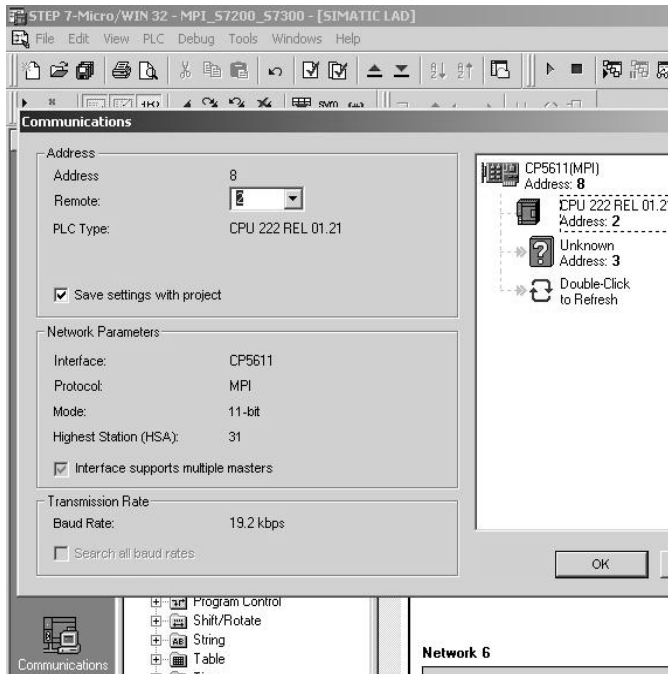 STEP 7-Micro/WIN 32 - MPI_S7200_S7300 - [SIMATIC LAD]
File Edit View PLC Debug Tools Windows Help
sym
Communications
Address
Address 8
Remote: 2
PLC Type: CPU 222 REL 01.21
Save settings with project
Network Parameters
Interface: CP5611
Protocol: MPI
Mode: 11-bit
Highest Station (HSA): 31
Interface supports multiple masters
Transmission Rate
Baud Rate: 19.2 kbps
Search all baud rates
CP5611(MPI)
Address: 8
CPU 222 REL 01.2
Address: 2
Unknown
Address: 3
Double-Click
to Refresh
OK
Program Control
Shift/Rotate
String
Table
Communications
Network 6